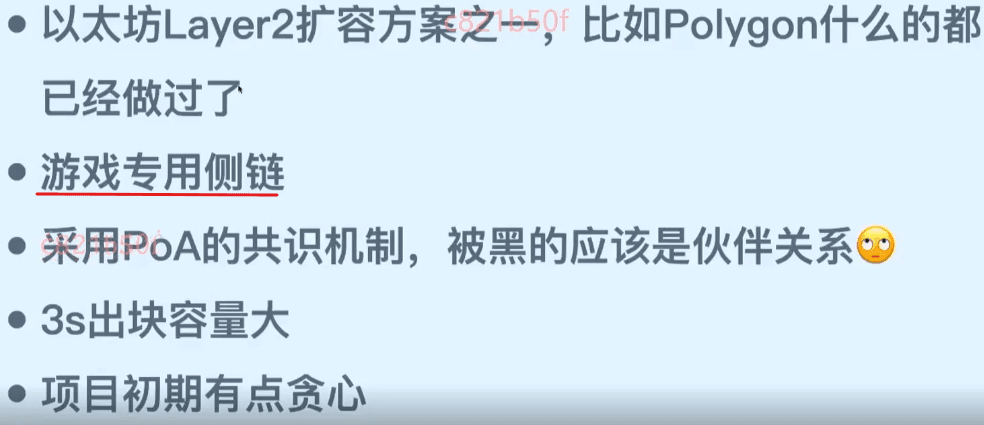 • 以太坊Layer2扩容方案之一，比如Polygon什么的都
已经做过了
• 游戏专用侧链
• 采用PoA的共识机制，被黑的应该是伙伴关系🙄
• 3s出块容量大
• 项目初期有点贪心
c821b50f
c821b50f